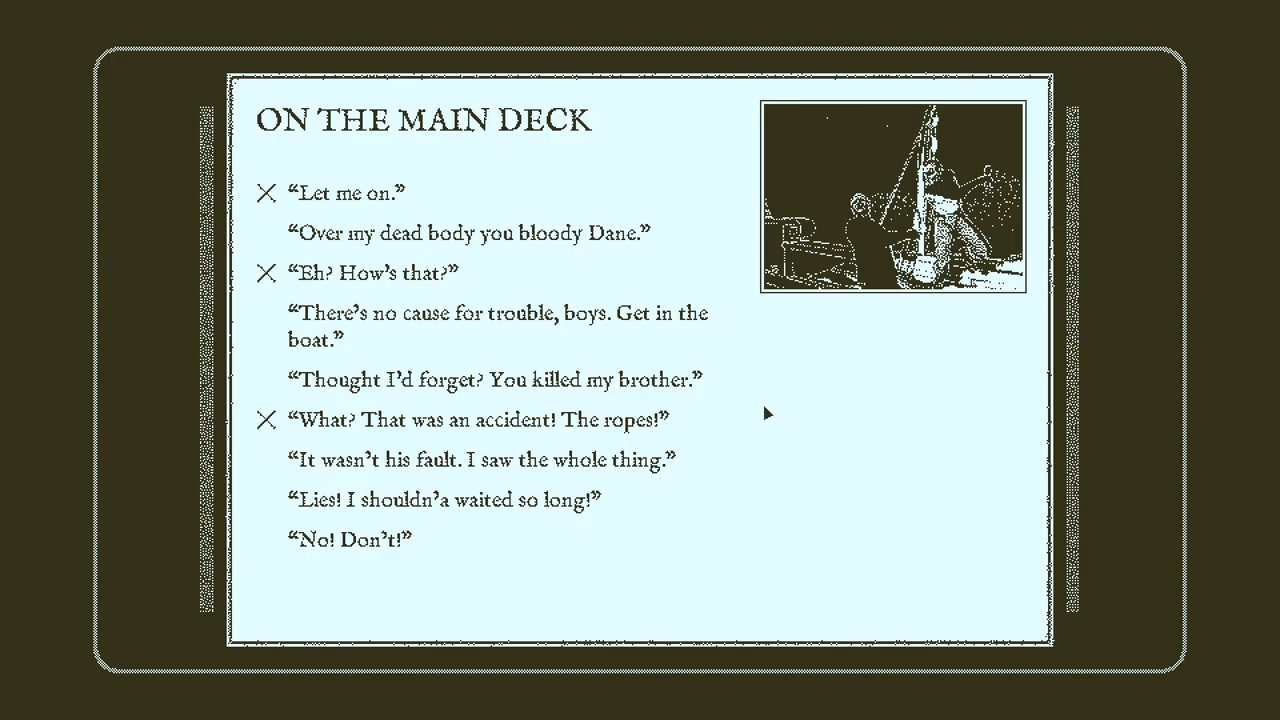 ON THE MAIN DECK
“Let me on.”
“Over my dead body you bloody Dane.”
“Eh? How’s that?”
“There’s no cause for trouble, boys. Get in the
boat.”
“Thought I’d forget? You killed my brother.”
“What? That was an accident! The ropes!”
“It wasn’t his fault. I saw the whole thing.”
“Lies! I shouldn’a waited so long!”
“No! Don’t!”